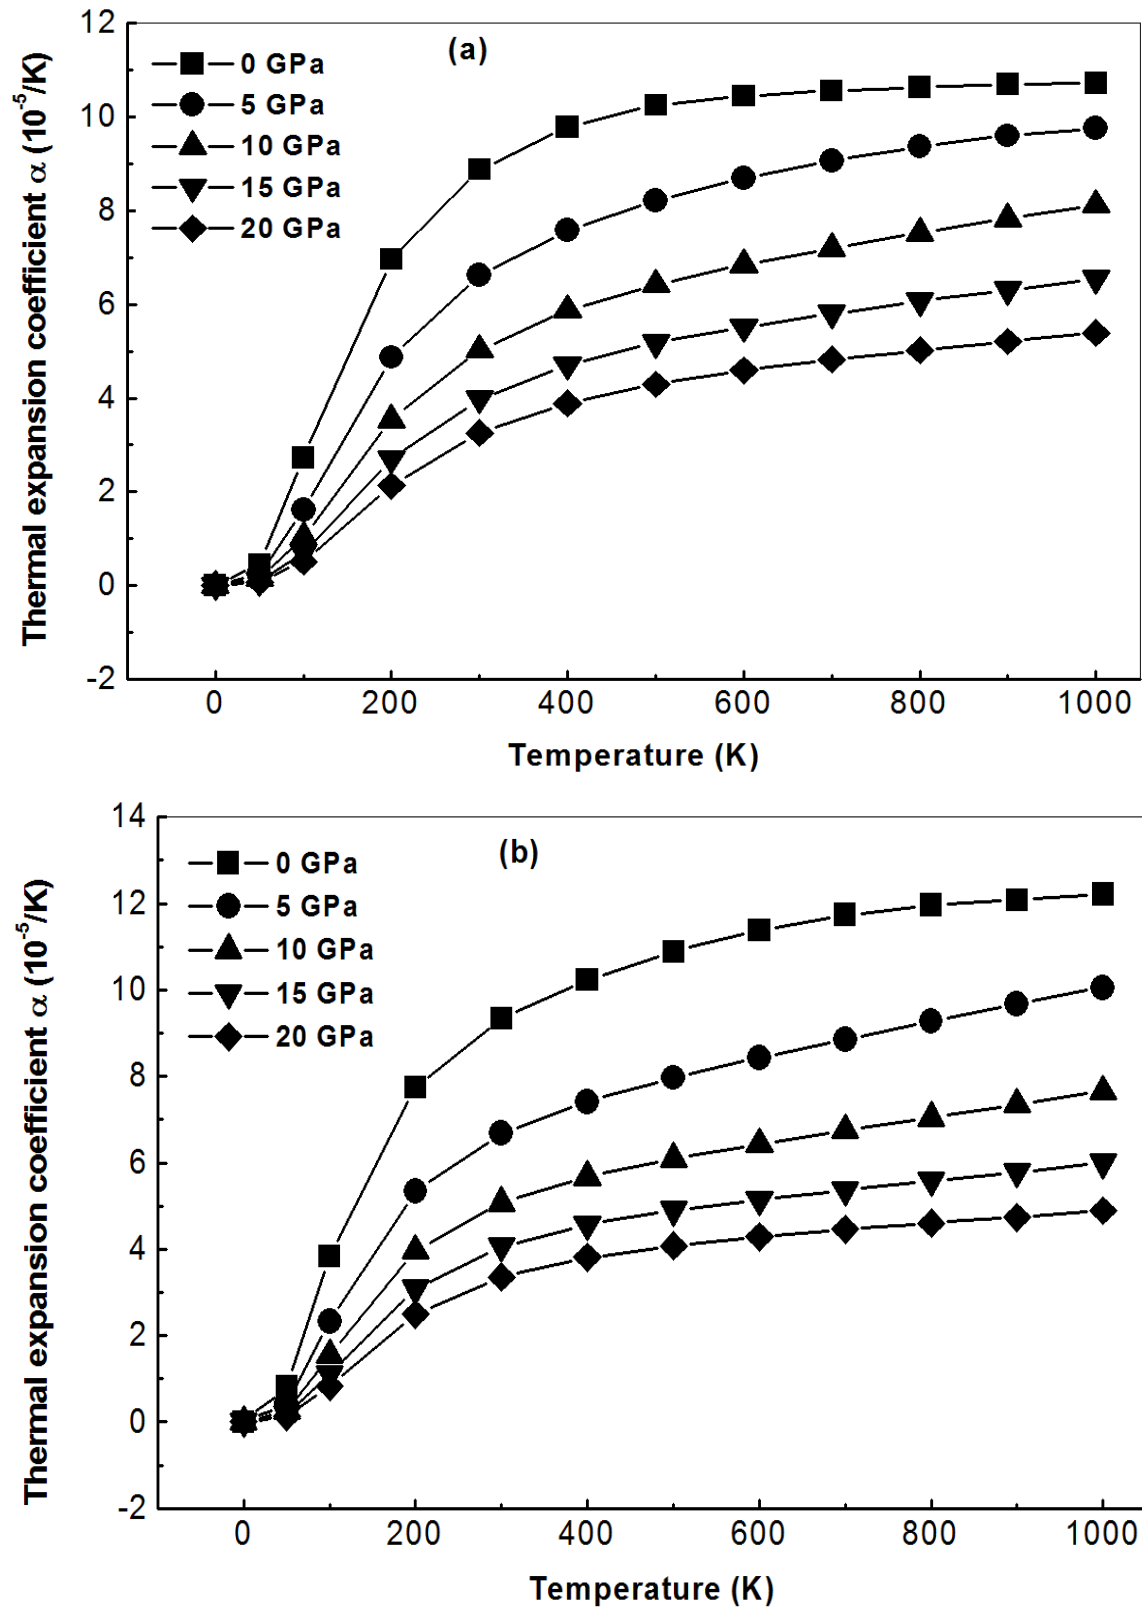 (a)
0 GPa
5 GPa
10 GPa
15 GPa
20 GPa
Thermal expansion coefficient α (10⁻⁵/K)
12
10
8
6
4
2
0
-2
0 200 400 600 800 1000
Temperature (K)
(b)
0 GPa
5 GPa
10 GPa
15 GPa
20 GPa
Thermal expansion coefficient α (10⁻⁵/K)
14
12
10
8
6
4
2
0
-2
0 200 400 600 800 1000
Temperature (K)